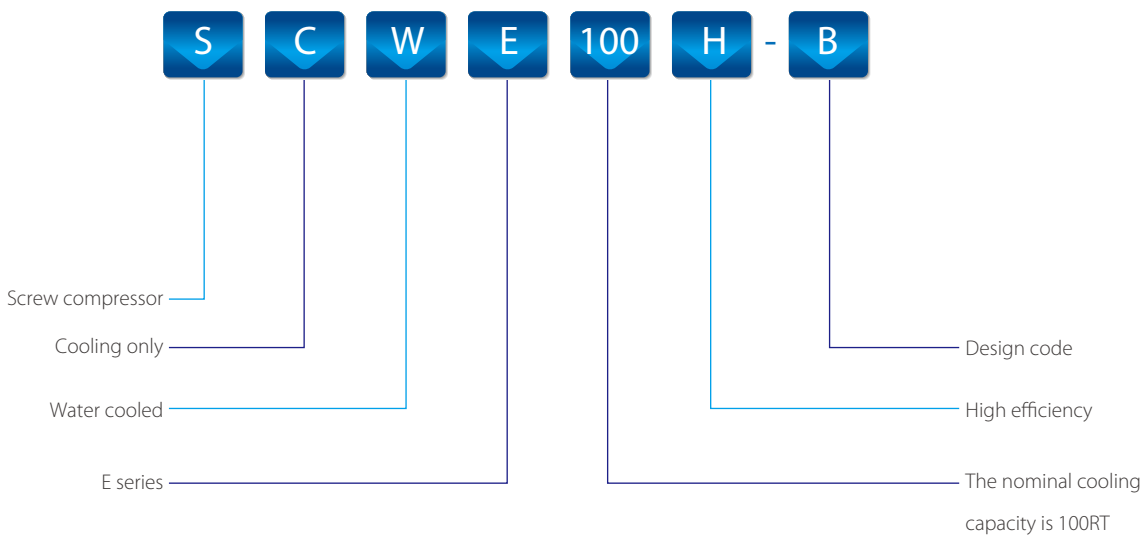 S C W E 100 H - B
Screw compressor
Cooling only
Design code
Water cooled
High efficiency
E series
The nominal cooling
capacity is 100RT